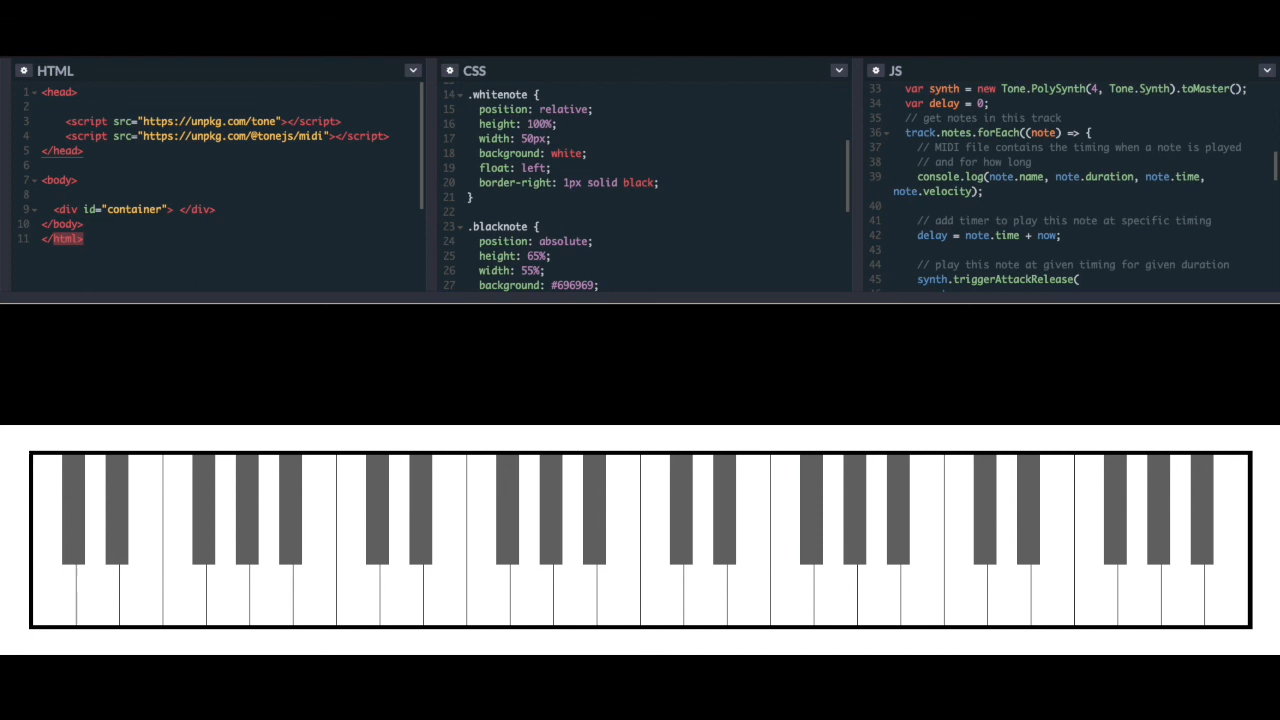 HTML
1 <head>
2
3 <script src="https://unpkg.com/tone"></script>
4 <script src="https://unpkg.com/@tonejs/midi"></script>
5 </head>
6
7 <body>
8
9 <div id="container"> </div>
10 </body>
11 </html>
CSS
14 .whitenote {
15 position: relative;
16 height: 100%;
17 width: 50px;
18 background: white;
19 float: left;
20 border-right: 1px solid black;
21 }
22
23 .blacknote {
24 position: absolute;
25 height: 65%;
26 width: 55%;
27 background: #696969;
JS
33 var synth = new Tone.PolySynth(4, Tone.Synth).toMaster();
34 var delay = 0;
35 // get notes in this track
36 track.notes.forEach((note) => {
37 // MIDI file contains the timing when a note is played
38 // and for how long
39 console.log(note.name, note.duration, note.time,
note.velocity);
40
41 // add timer to play this note at specific timing
42 delay = note.time + now;
43
44 // play this note at given timing for given duration
45 synth.triggerAttackRelease(